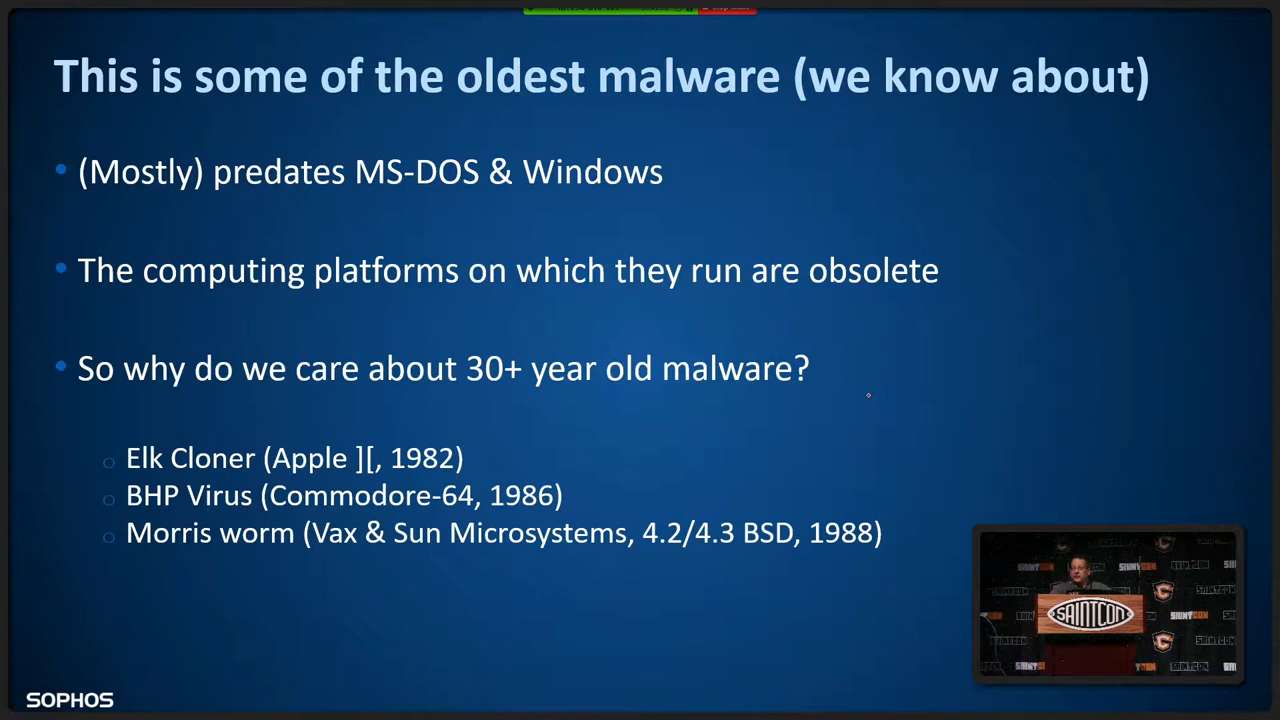 This is some of the oldest malware (we know about)
• (Mostly) predates MS-DOS & Windows
• The computing platforms on which they run are obsolete
• So why do we care about 30+ year old malware?
○ Elk Cloner (Apple ][, 1982)
○ BHP Virus (Commodore-64, 1986)
○ Morris worm (Vax & Sun Microsystems, 4.2/4.3 BSD, 1988)
SAINTCON
SOPHOS